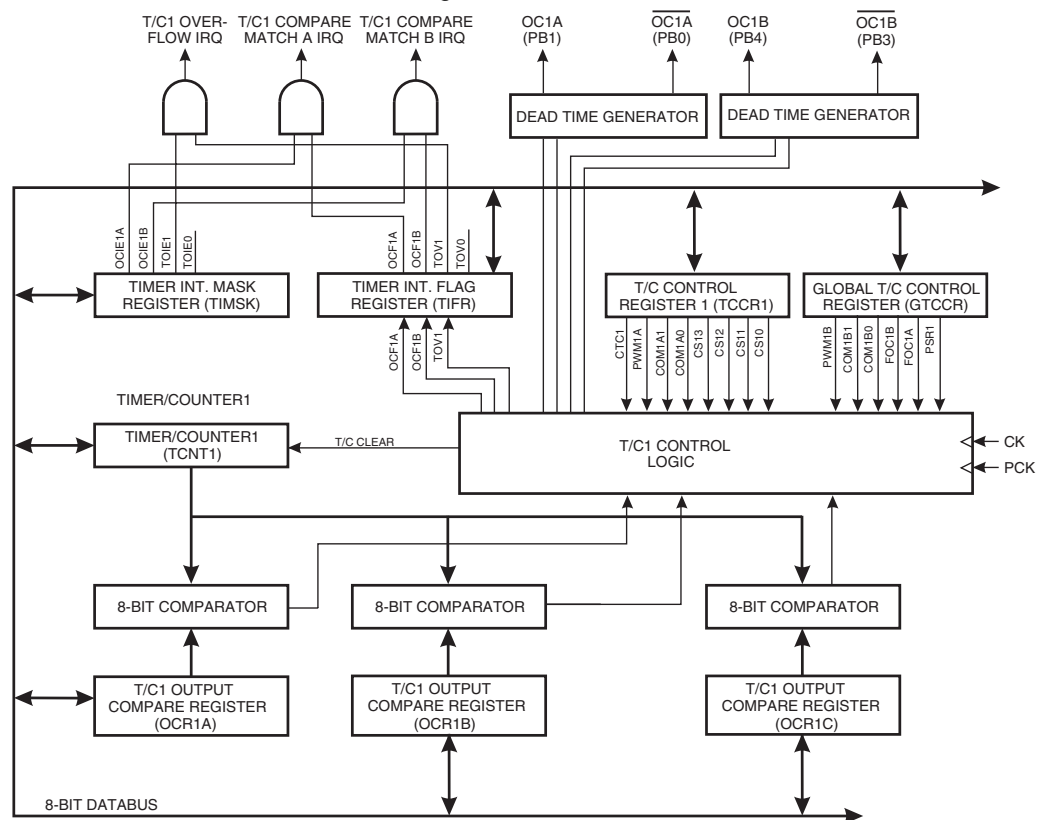 T/C1 OVER-
FLOW IRQ
T/C1 COMPARE
MATCH A IRQ
T/C1 COMPARE
MATCH B IRQ
OC1A
(PB1)
OC1A
(PB0)
OC1B
(PB4)
OC1B
(PB3)
DEAD TIME GENERATOR
DEAD TIME GENERATOR
OCIE1A
OCIE1B
TOIE1
TOIE0
OCF1A
OCF1B
TOV1
TOV0
TIMER INT. MASK
REGISTER (TIMSK)
TIMER INT. FLAG
REGISTER (TIFR)
T/C CONTROL
REGISTER 1 (TCCR1)
GLOBAL T/C CONTROL
REGISTER (GTCCR)
OCF1A
OCF1B
TOV1
CTC1
PWM1A
COM1A1
COM1A0
CS13
CS12
CS11
CS10
PWM1B
COM1B1
COM1B0
FOC1B
FOC1A
PSR1
TIMER/COUNTER1
TIMER/COUNTER1
(TCNT1)
T/C CLEAR
T/C1 CONTROL
LOGIC
CK
PCK
8-BIT COMPARATOR
8-BIT COMPARATOR
8-BIT COMPARATOR
T/C1 OUTPUT
COMPARE REGISTER
(OCR1A)
T/C1 OUTPUT
COMPARE REGISTER
(OCR1B)
T/C1 OUTPUT
COMPARE REGISTER
(OCR1C)
8-BIT DATABUS